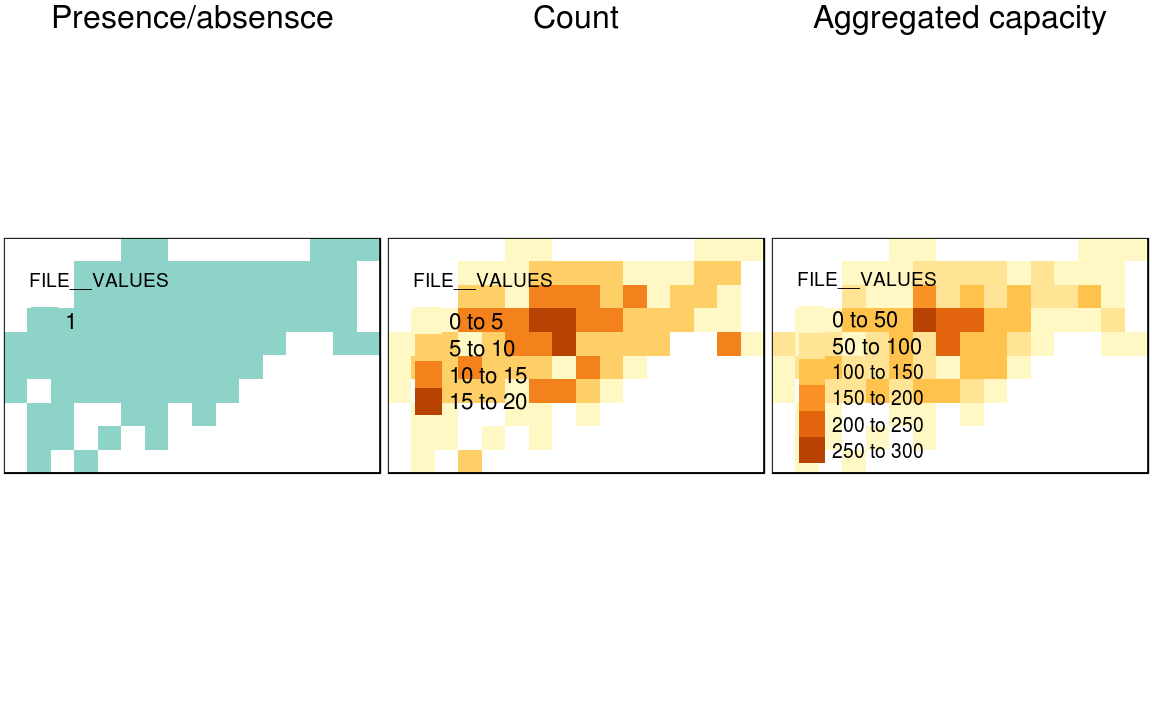 Presence/absensce
Count
Aggregated capacity
FILE__VALUES
1
FILE__VALUES
0 to 5
5 to 10
10 to 15
15 to 20
FILE__VALUES
0 to 50
50 to 100
100 to 150
150 to 200
200 to 250
250 to 300